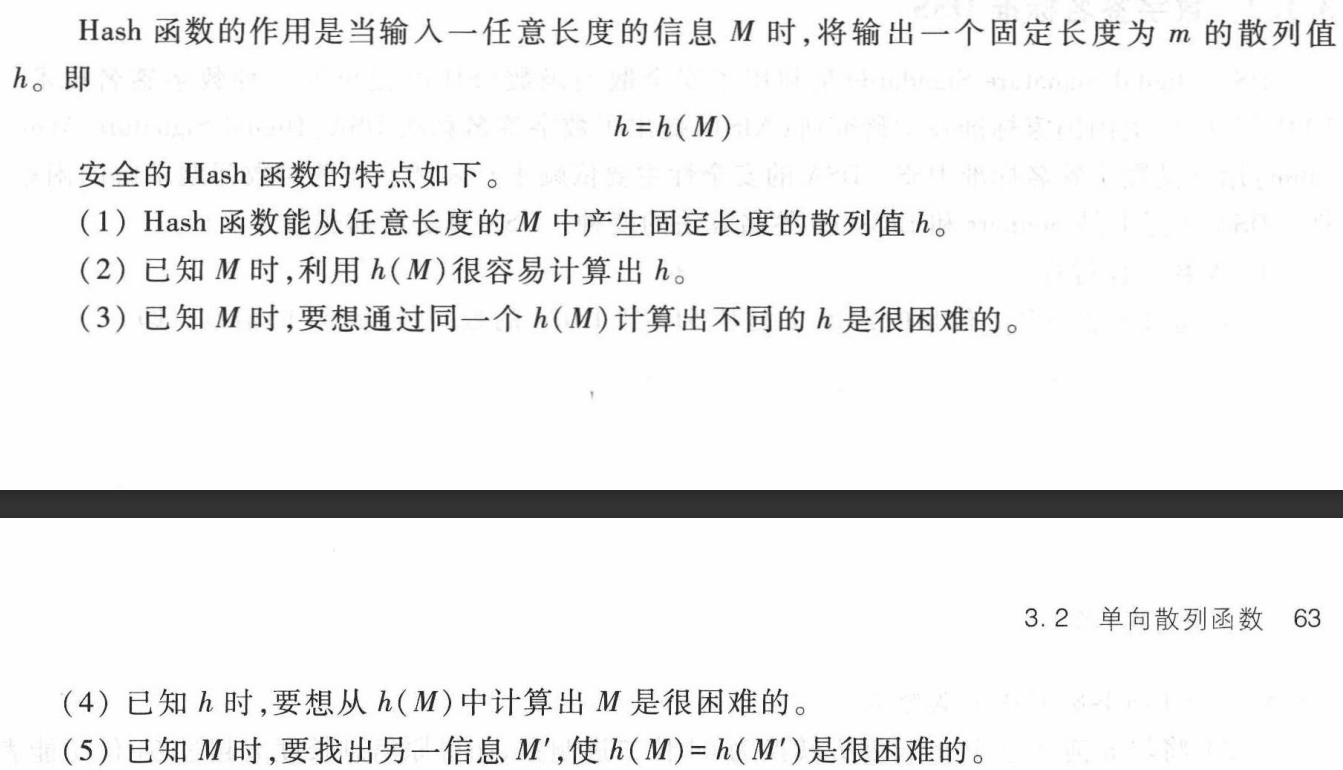 Hash 函数的作用是当输入一任意长度的信息 M 时,将输出一个固定长度为 m 的散列值
h。即
h=h(M)
安全的 Hash 函数的特点如下。
(1) Hash 函数能从任意长度的 M 中产生固定长度的散列值 h。
(2) 已知 M 时,利用 h(M)很容易计算出 h。
(3) 已知 M 时,要想通过同一个 h(M)计算出不同的 h 是很困难的。
3.2 单向散列函数 63
(4) 已知 h 时,要想从 h(M)中计算出 M 是很困难的。
(5) 已知 M 时,要找出另一信息 M′,使 h(M)=h(M′)是很困难的。